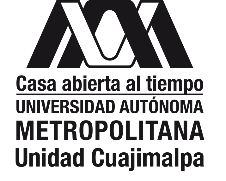 Casa abierta al tiempo
UNIVERSIDAD AUTÓNOMA
METROPOLITANA
Unidad Cuajimalpa